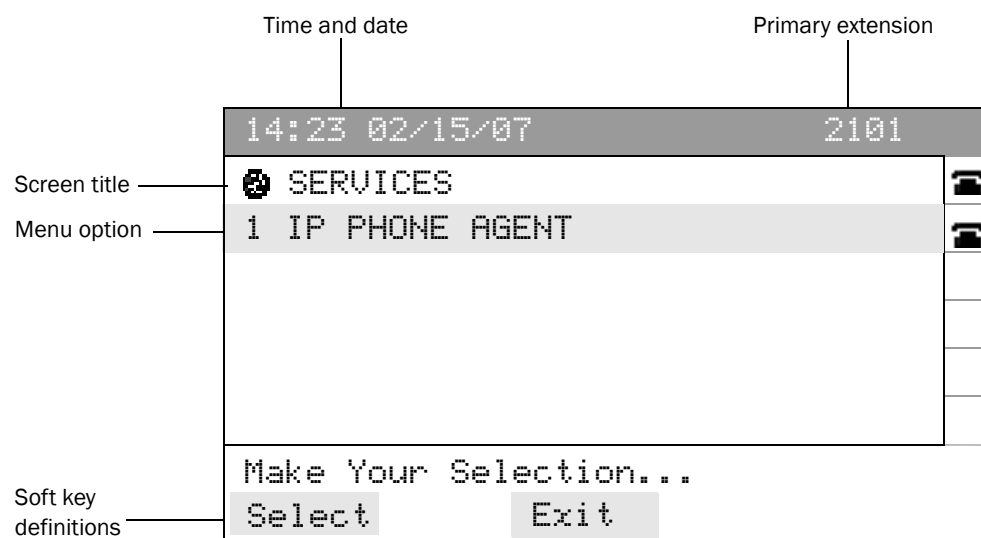 Time and date Primary extension
14:23 02/15/07 2101
Screen title
SERVICES
Menu option
1 IP PHONE AGENT
Make Your Selection...
Soft key
definitions
Select Exit